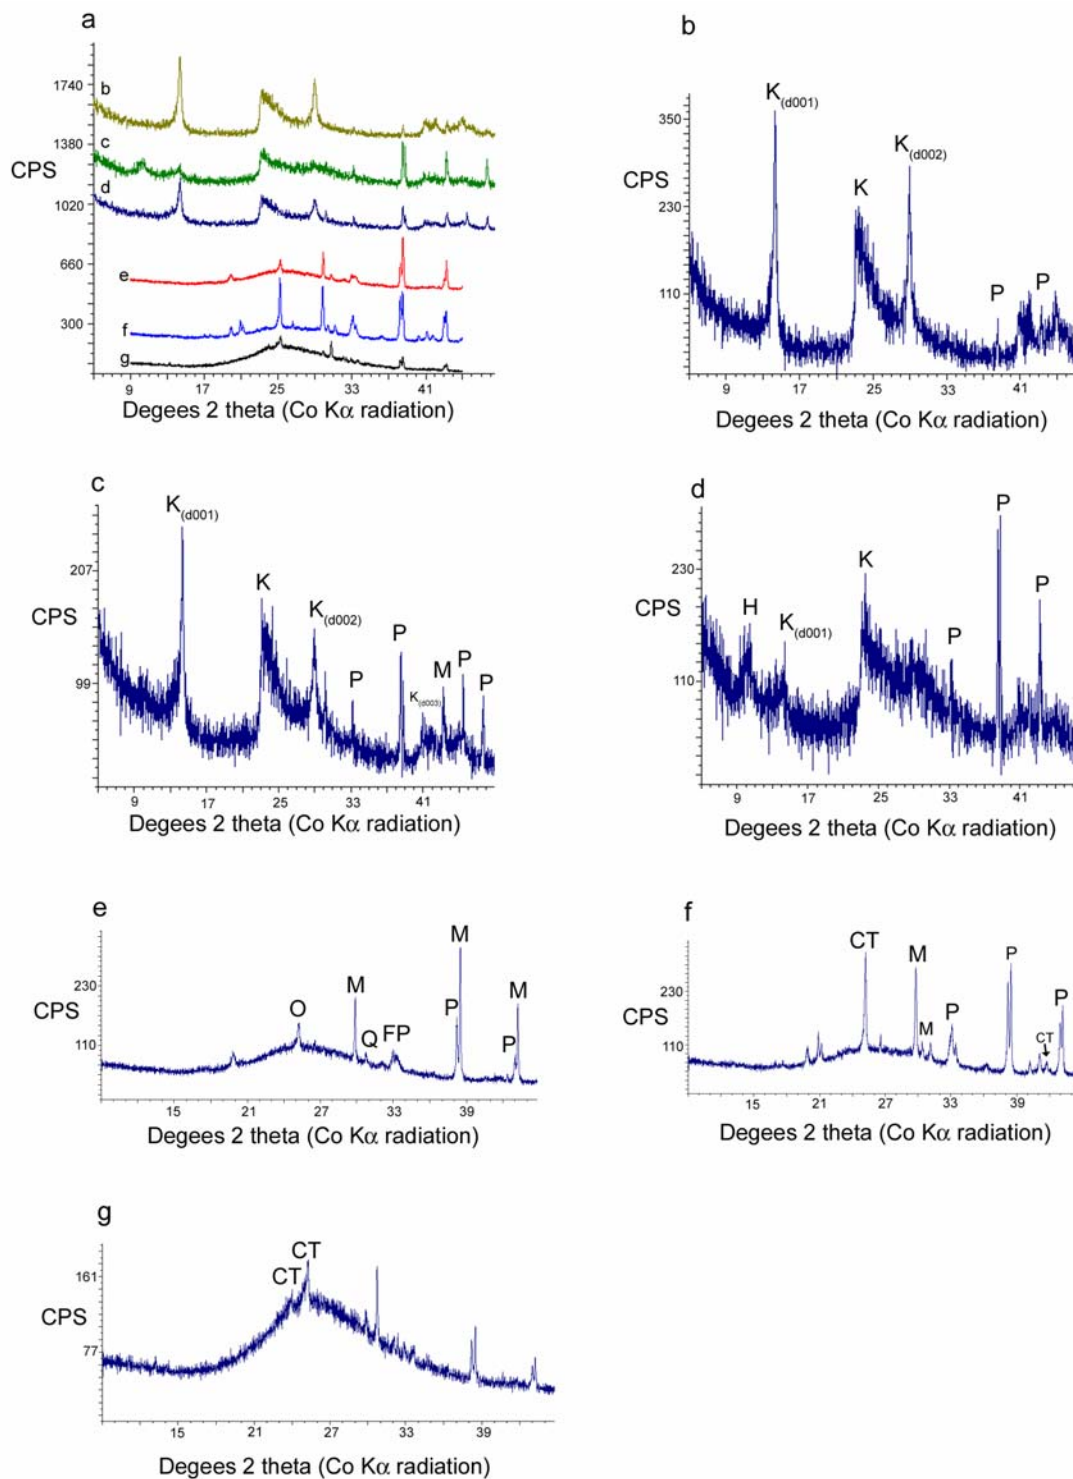 a
1740
1380
CPS
1020
660
300
b
c
d
e
f
g
9 17 25 33 41
Degees 2 theta (Co Kα radiation)
b
350
CPS
230
110
K(d001)
K
K(d002)
P P
9 17 25 33 41
Degees 2 theta (Co Kα radiation)
c
207
CPS
99
K(d001)
K
K(d002)
P
P
K(d003)
M
P
P
9 17 25 33 41
Degees 2 theta (Co Kα radiation)
d
230
CPS
110
H
K(d001)
K
P
P
P
9 17 25 33 41
Degees 2 theta (Co Kα radiation)
e
230
CPS
110
O
M
Q
FP
P
M
P
M
15 21 27 33 39
Degees 2 theta (Co Kα radiation)
f
230
CPS
110
CT
M
M
P
P
CT
P
15 21 27 33 39
Degees 2 theta (Co Kα radiation)
g
161
CPS
77
CT
CT
15 21 27 33 39
Degees 2 theta (Co Kα radiation)